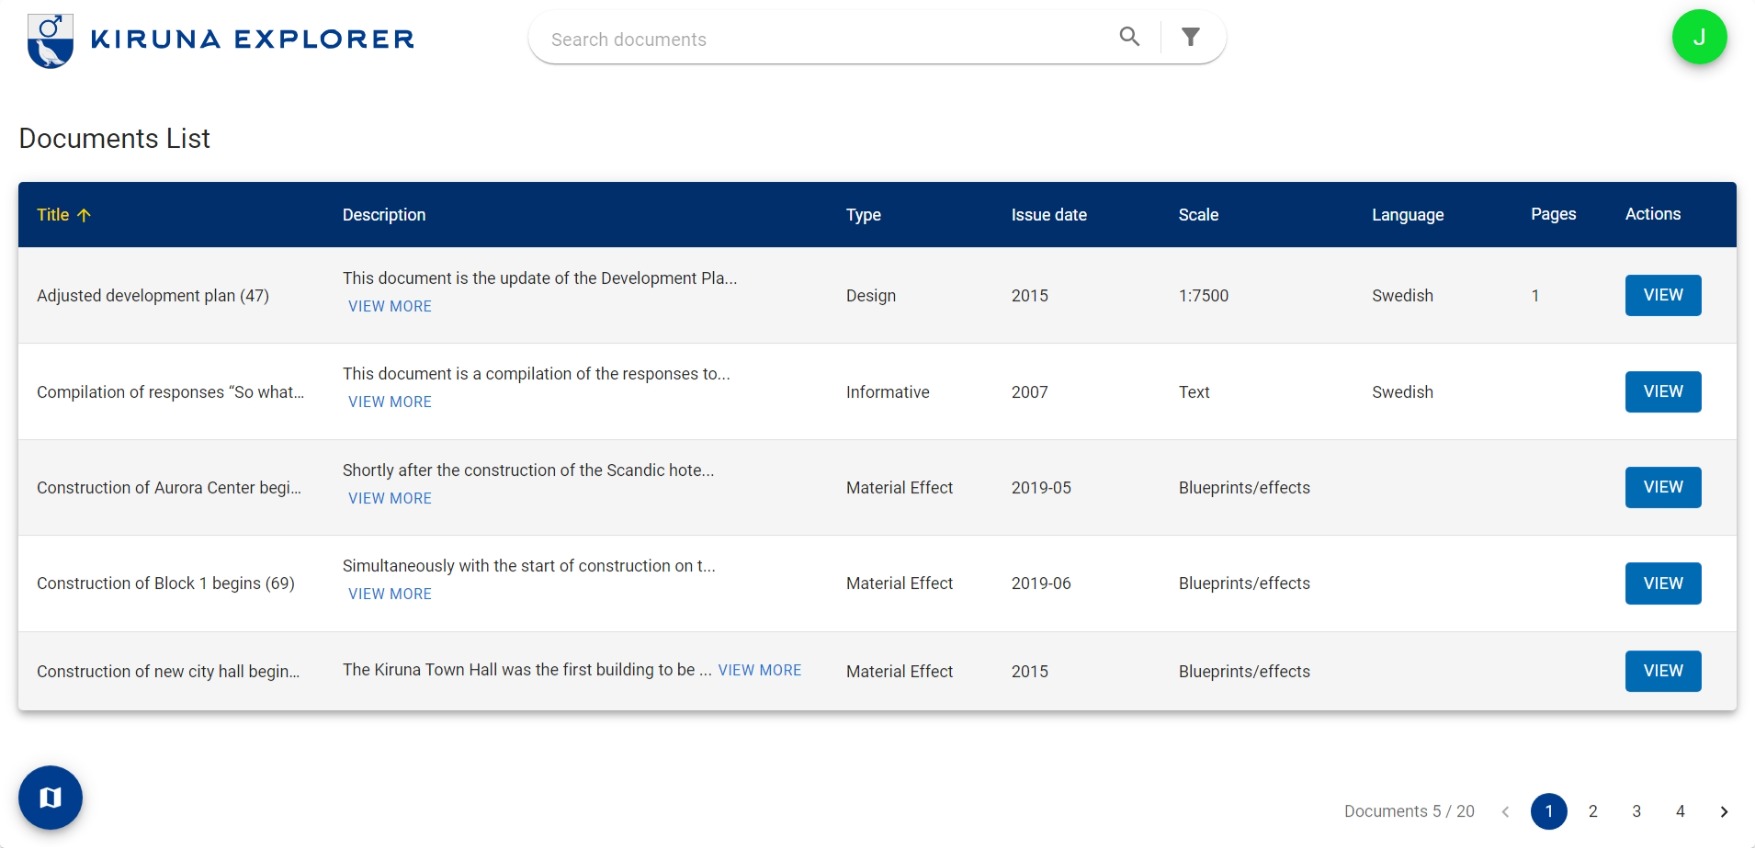 KIRUNA EXPLORER
Search documents
J
Documents List
Title Description Type Issue date Scale Language Pages Actions
This document is the update of the Development Pla...
Adjusted development plan (47) Design 2015 1:7500 Swedish 1 VIEW
VIEW MORE
This document is a compilation of the responses to...
Compilation of responses “So what... Informative 2007 Text Swedish VIEW
VIEW MORE
Shortly after the construction of the Scandic hote...
Construction of Aurora Center begi... Material Effect 2019-05 Blueprints/effects VIEW
VIEW MORE
Simultaneously with the start of construction on t...
Construction of Block 1 begins (69) Material Effect 2019-06 Blueprints/effects VIEW
VIEW MORE
Construction of new city hall begin... The Kiruna Town Hall was the first building to be ... VIEW MORE Material Effect 2015 Blueprints/effects VIEW
Documents 5 / 20 1 2 3 4